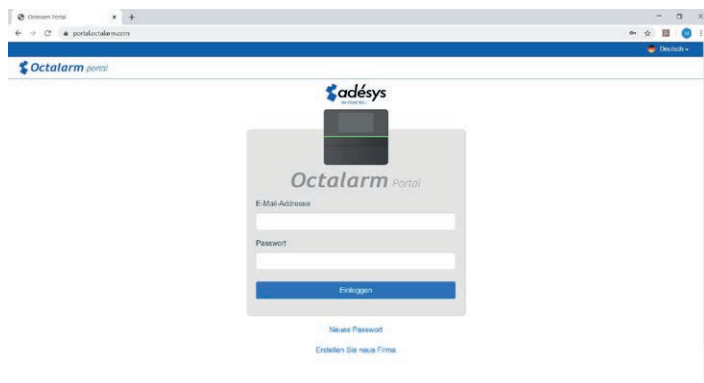 Octalarm Portal
portal.octalarm.com
Deutsch
Octalarm portal
adésys
Octalarm Portal
E-Mail-Addresse
Passwort
Einloggen
Neues Passwort
Erstellen Sie neue Firma